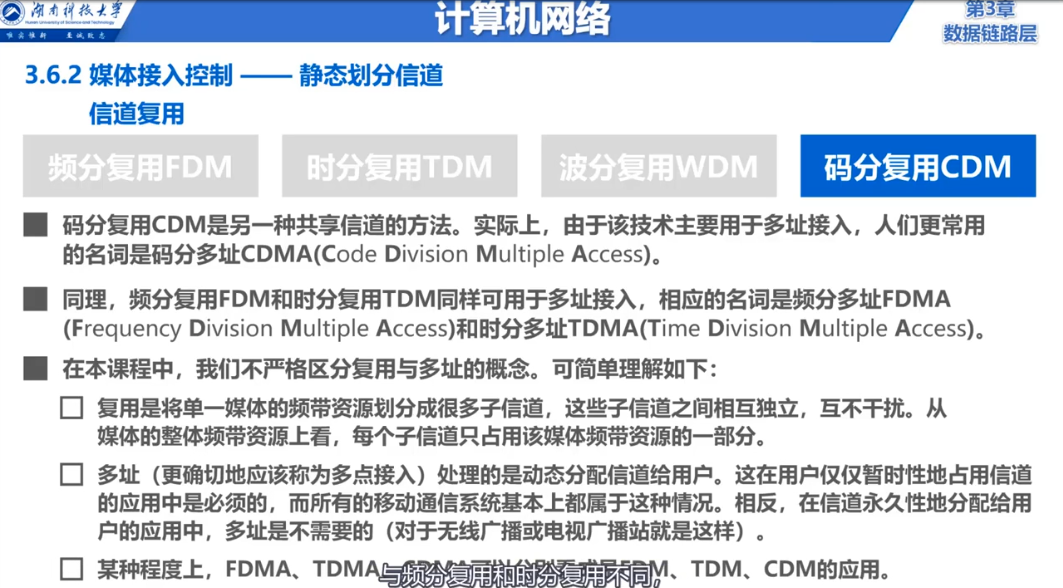 湖南科技大学
Hunan University of Science and Technology
唯实惟新 至诚致志
计算机网络
第3章
数据链路层
3.6.2 媒体接入控制 —— 静态划分信道
信道复用
频分复用FDM 时分复用TDM 波分复用WDM 码分复用CDM
码分复用CDM是另一种共享信道的方法。实际上，由于该技术主要用于多址接入，人们更常用
的名词是码分多址CDMA(Code Division Multiple Access)。
同理，频分复用FDM和时分复用TDM同样可用于多址接入，相应的名词是频分多址FDMA
(Frequency Division Multiple Access)和时分多址TDMA(Time Division Multiple Access)。
在本课程中，我们不严格区分复用与多址的概念。可简单理解如下：
复用是将单一媒体的频带资源划分成很多子信道，这些子信道之间相互独立，互不干扰。从
媒体的整体频带资源上看，每个子信道只占用该媒体频带资源的一部分。
多址（更确切地应该称为多点接入）处理的是动态分配信道给用户。这在用户仅仅暂时性地占用信道
的应用中是必须的，而所有的移动通信系统基本上都属于这种情况。相反，在信道永久性地分配给用
户的应用中，多址是不需要的（对于无线广播或电视广播站就是这样）。
某种程度上，FDMA、TDMA、 DM、TDM、CDM的应用。
与频分复用和时分复用不同，